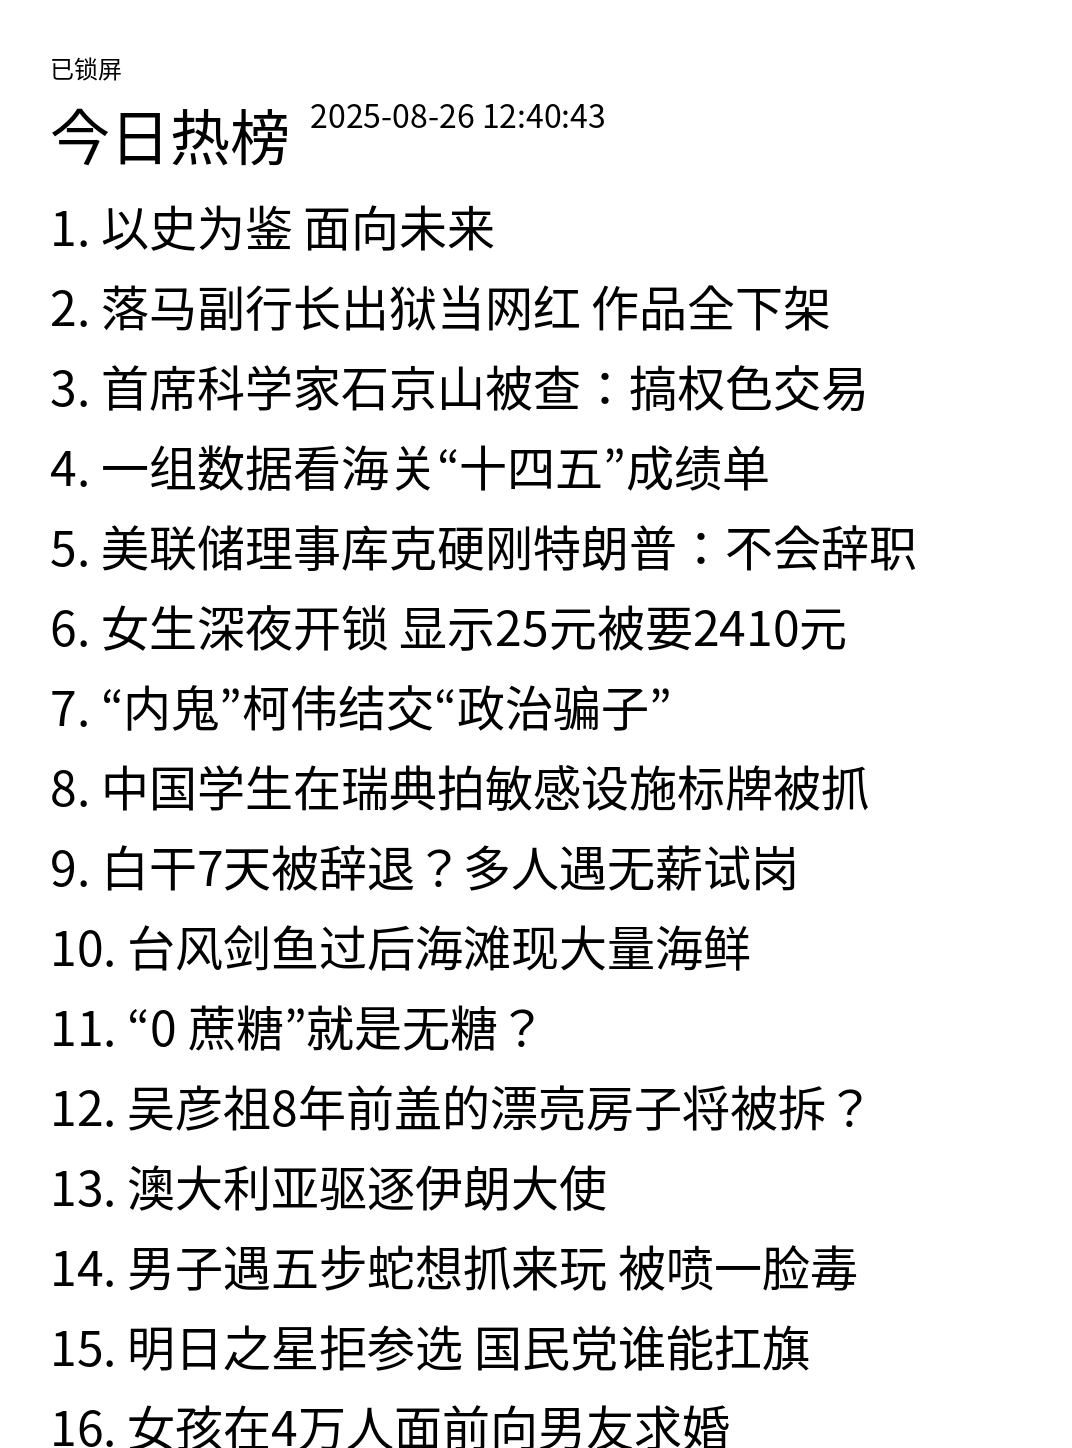 已锁屏
今日热榜 2025-08-26 12:40:43
1. 以史为鉴 面向未来
2. 落马副行长出狱当网红 作品全下架
3. 首席科学家石京山被查：搞权色交易
4. 一组数据看海关“十四五”成绩单
5. 美联储理事库克硬刚特朗普：不会辞职
6. 女生深夜开锁 显示25元被要2410元
7. “内鬼”柯伟结交“政治骗子”
8. 中国学生在瑞典拍敏感设施标牌被抓
9. 白干7天被辞退？多人遇无薪试岗
10. 台风剑鱼过后海滩现大量海鲜
11. “0 蔗糖”就是无糖？
12. 吴彦祖8年前盖的漂亮房子将被拆？
13. 澳大利亚驱逐伊朗大使
14. 男子遇五步蛇想抓来玩 被喷一脸毒
15. 明日之星拒参选 国民党谁能扛旗
16. 女孩在4万人面前向男友求婚